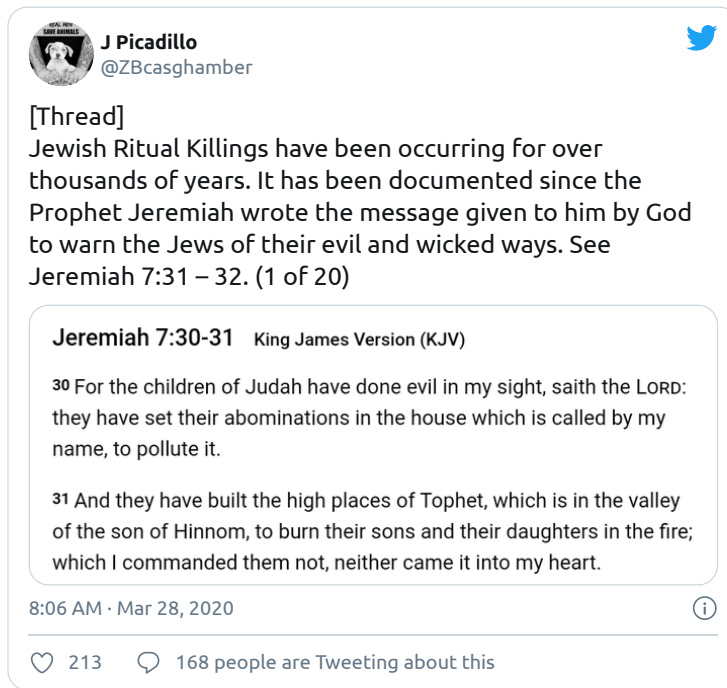 REAL MEN
SAVE ANIMALS
J Picadillo
@ZBcasghamber
[Thread]
Jewish Ritual Killings have been occurring for over
thousands of years. It has been documented since the
Prophet Jeremiah wrote the message given to him by God
to warn the Jews of their evil and wicked ways. See
Jeremiah 7:31 – 32. (1 of 20)
Jeremiah 7:30-31 King James Version (KJV)
30 For the children of Judah have done evil in my sight, saith the LORD:
they have set their abominations in the house which is called by my
name, to pollute it.
31 And they have built the high places of Tophet, which is in the valley
of the son of Hinnom, to burn their sons and their daughters in the fire;
which I commanded them not, neither came it into my heart.
8:06 AM · Mar 28, 2020
213 168 people are Tweeting about this